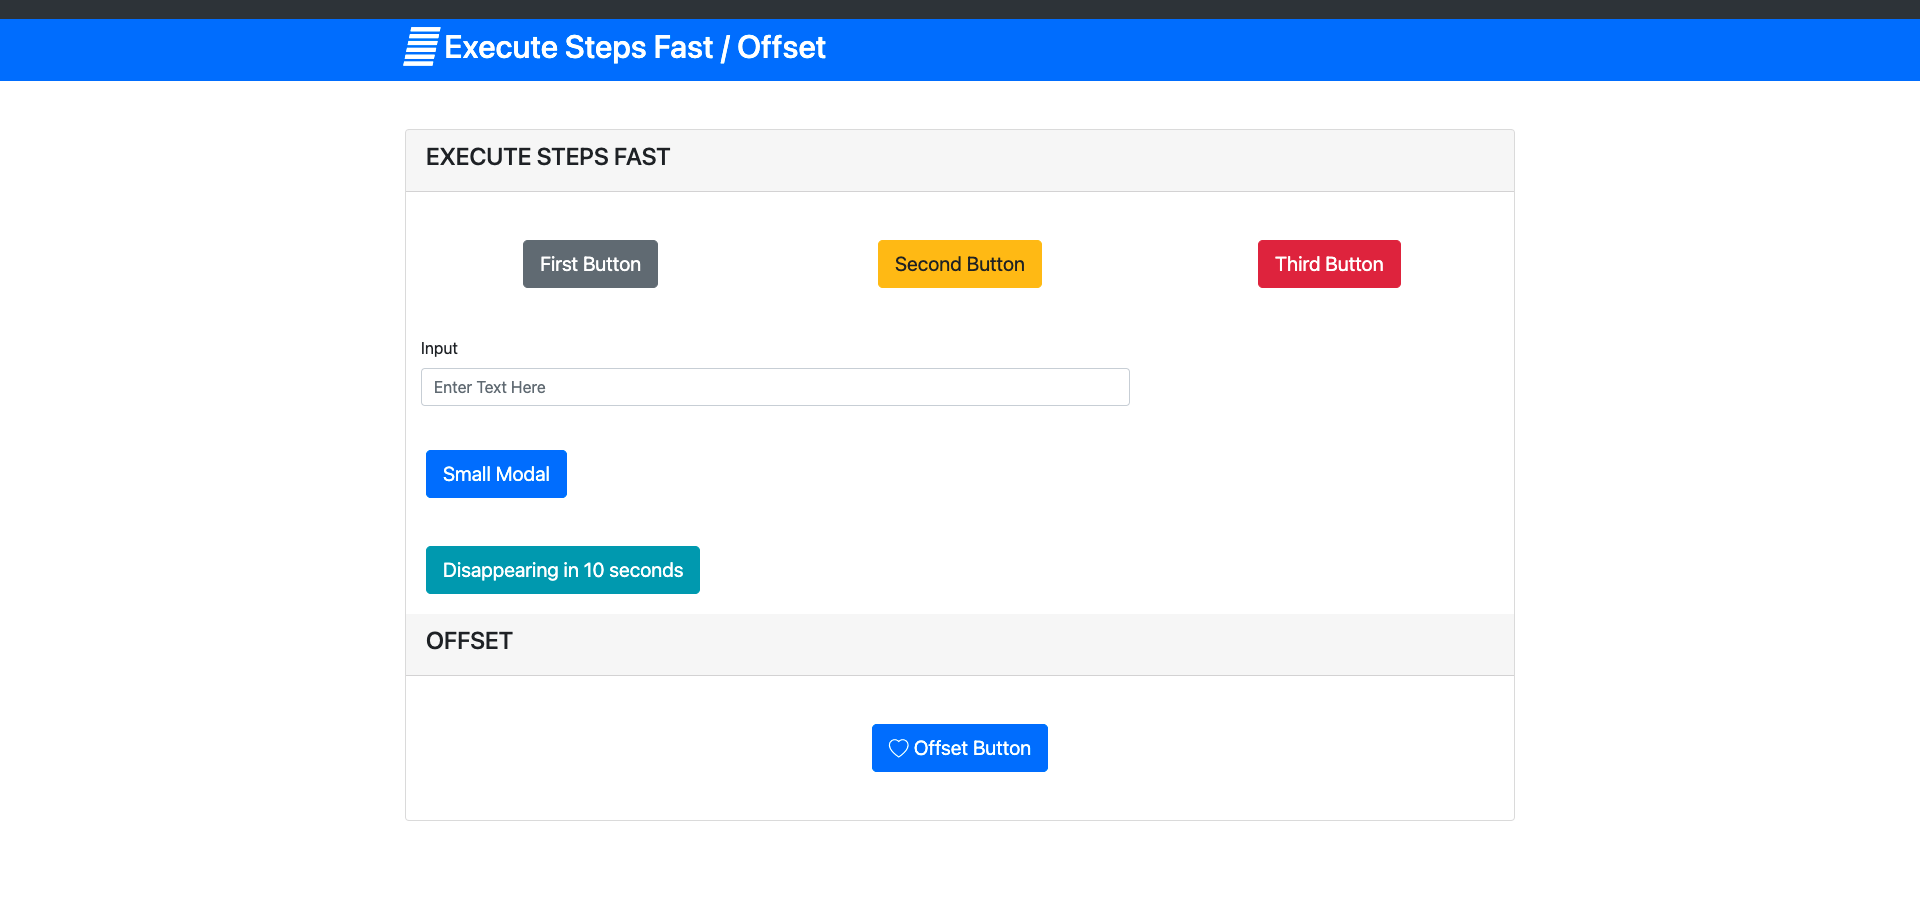 Execute Steps Fast / Offset
EXECUTE STEPS FAST
First Button
Second Button
Third Button
Input
Enter Text Here
Small Modal
Disappearing in 10 seconds
OFFSET
Offset Button